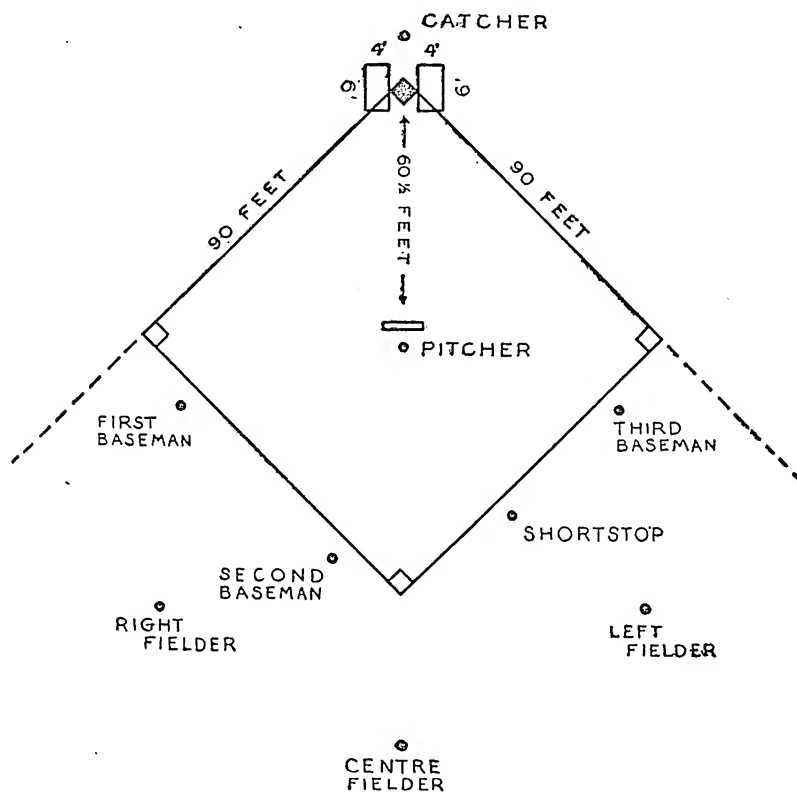 CATCHER
4' 4'
6' 6'
90 FEET
60½ FEET
90 FEET
PITCHER
FIRST
BASEMAN
THIRD
BASEMAN
SHORTSTOP
SECOND
BASEMAN
RIGHT
FIELDER
LEFT
FIELDER
CENTRE
FIELDER